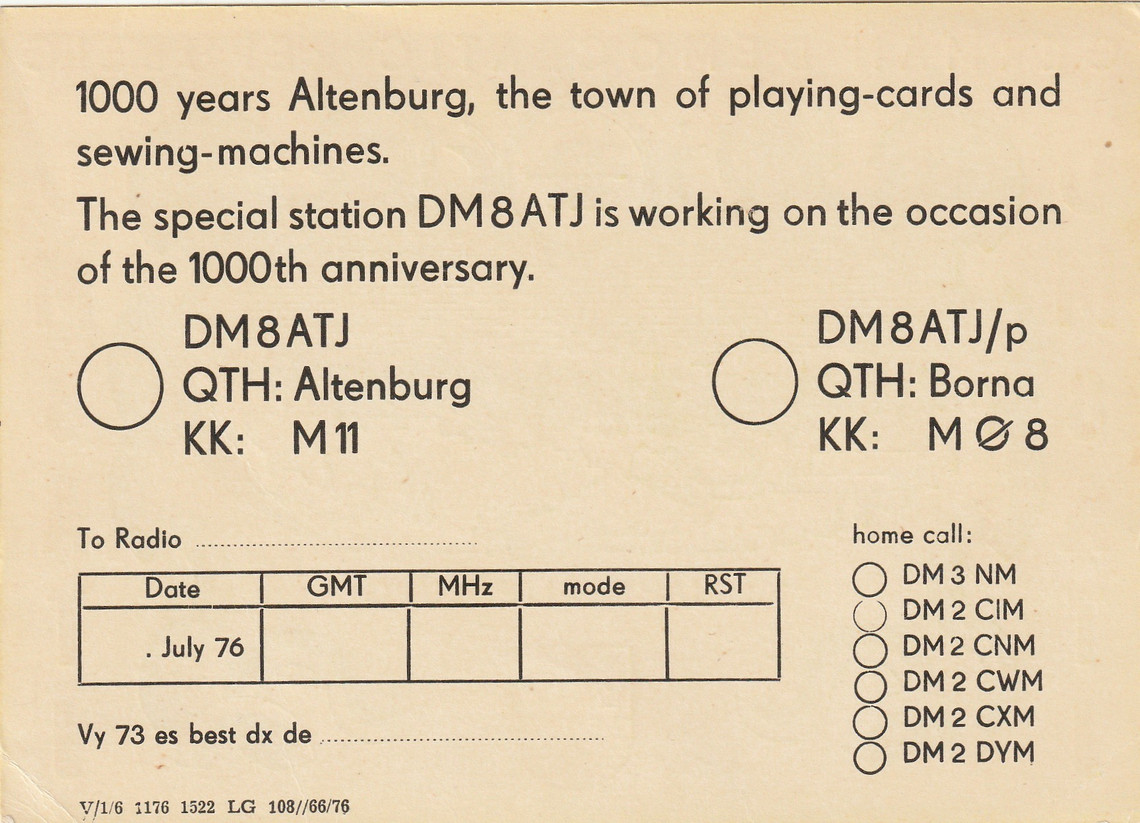 1000 years Altenburg, the town of playing-cards and
sewing-machines.
The special station DM8ATJ is working on the occasion
of the 1000th anniversary.
DM8ATJ
QTH: Altenburg
KK: M11
DM8ATJ/p
QTH: Borna
KK: M Ø 8
To Radio ................................
Date GMT MHz mode RST
. July 76
Vy 73 es best dx de ................................
home call:
DM 3 NM
DM 2 CIM
DM 2 CNM
DM 2 CWM
DM 2 CXM
DM 2 DYM
V/1/6 1176 1522 LG 108//66/76